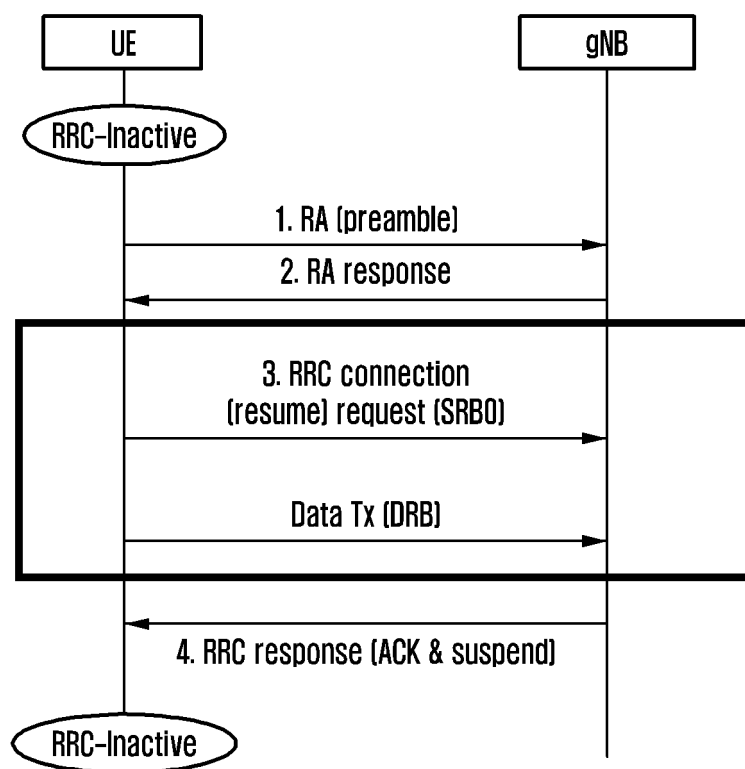 UE
gNB
RRC-Inactive
1. RA (preamble)
2. RA response
3. RRC connection
(resume) request (SRB0)
Data Tx (DRB)
4. RRC response (ACK & suspend)
RRC-Inactive